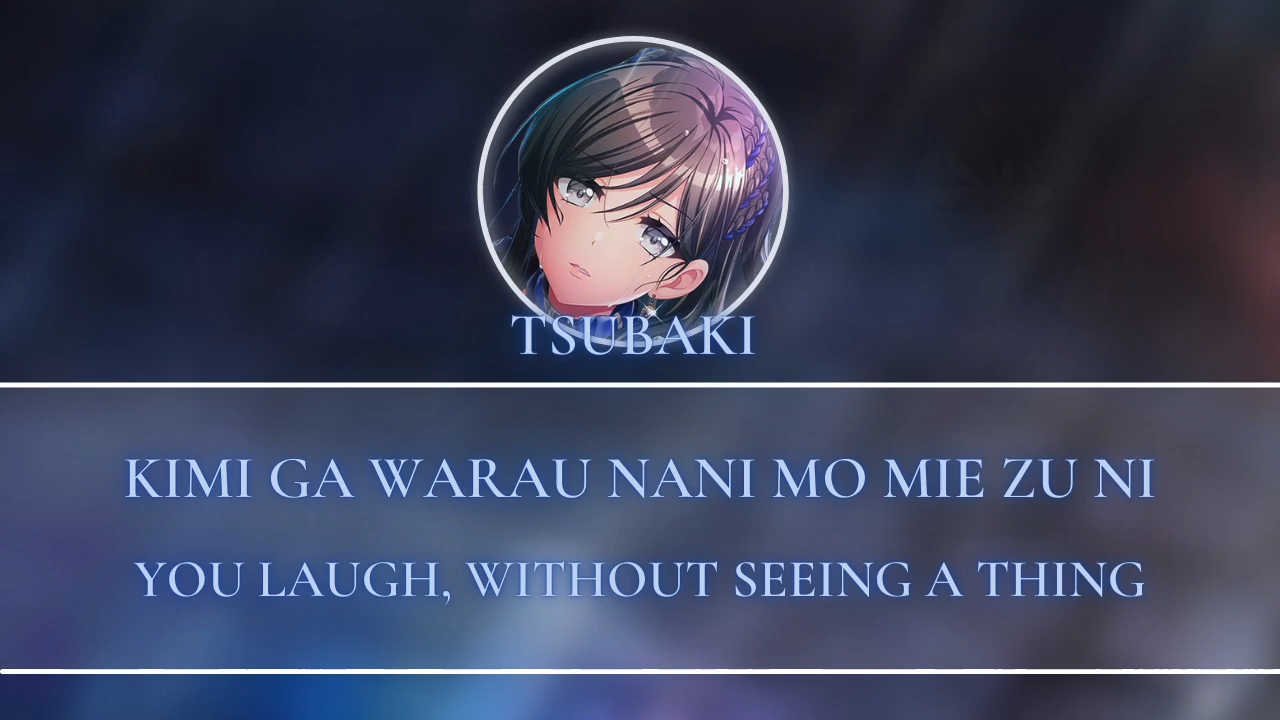 TSUBAKI
KIMI GA WARAU NANI MO MIE ZU NI
YOU LAUGH, WITHOUT SEEING A THING